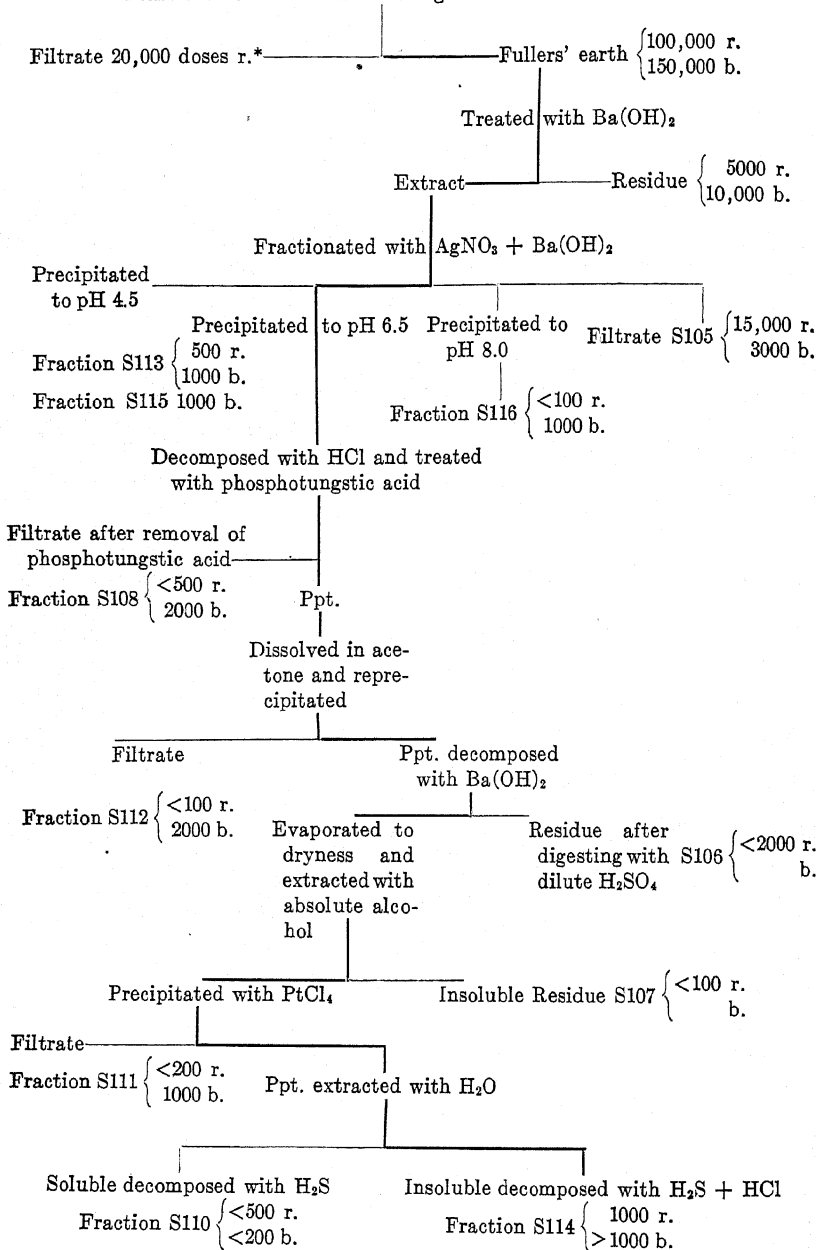 Filtrate 20,000 doses r.* Fullers' earth {100,000 r.
150,000 b.
Treated with Ba(OH)₂
Extract Residue { 5000 r.
10,000 b.
Fractionated with AgNO₃ + Ba(OH)₂
Precipitated
to pH 4.5
Fraction S113 { 500 r.
1000 b.
Fraction S115 1000 b.
Precipitated to pH 6.5
Precipitated to
pH 8.0
Fraction S116 {<100 r.
1000 b.
Filtrate S105 {15,000 r.
3000 b.
Decomposed with HCl and treated
with phosphotungstic acid
Filtrate after removal of
phosphotungstic acid
Fraction S108 {<500 r.
2000 b.
Ppt.
Dissolved in ace-
tone and repre-
cipitated
Filtrate
Fraction S112 {<100 r.
2000 b.
Ppt. decomposed
with Ba(OH)₂
Evaporated to
dryness and
extracted with
absolute alco-
hol
Residue after
digesting with
dilute H₂SO₄
S106 {<2000 r.
b.
Precipitated with PtCl₄
Insoluble Residue S107 {<100 r.
b.
Filtrate
Fraction S111 {<200 r.
1000 b.
Ppt. extracted with H₂O
Soluble decomposed with H₂S
Fraction S110 {<500 r.
<200 b.
Insoluble decomposed with H₂S + HCl
Fraction S114 { 1000 r.
>1000 b.